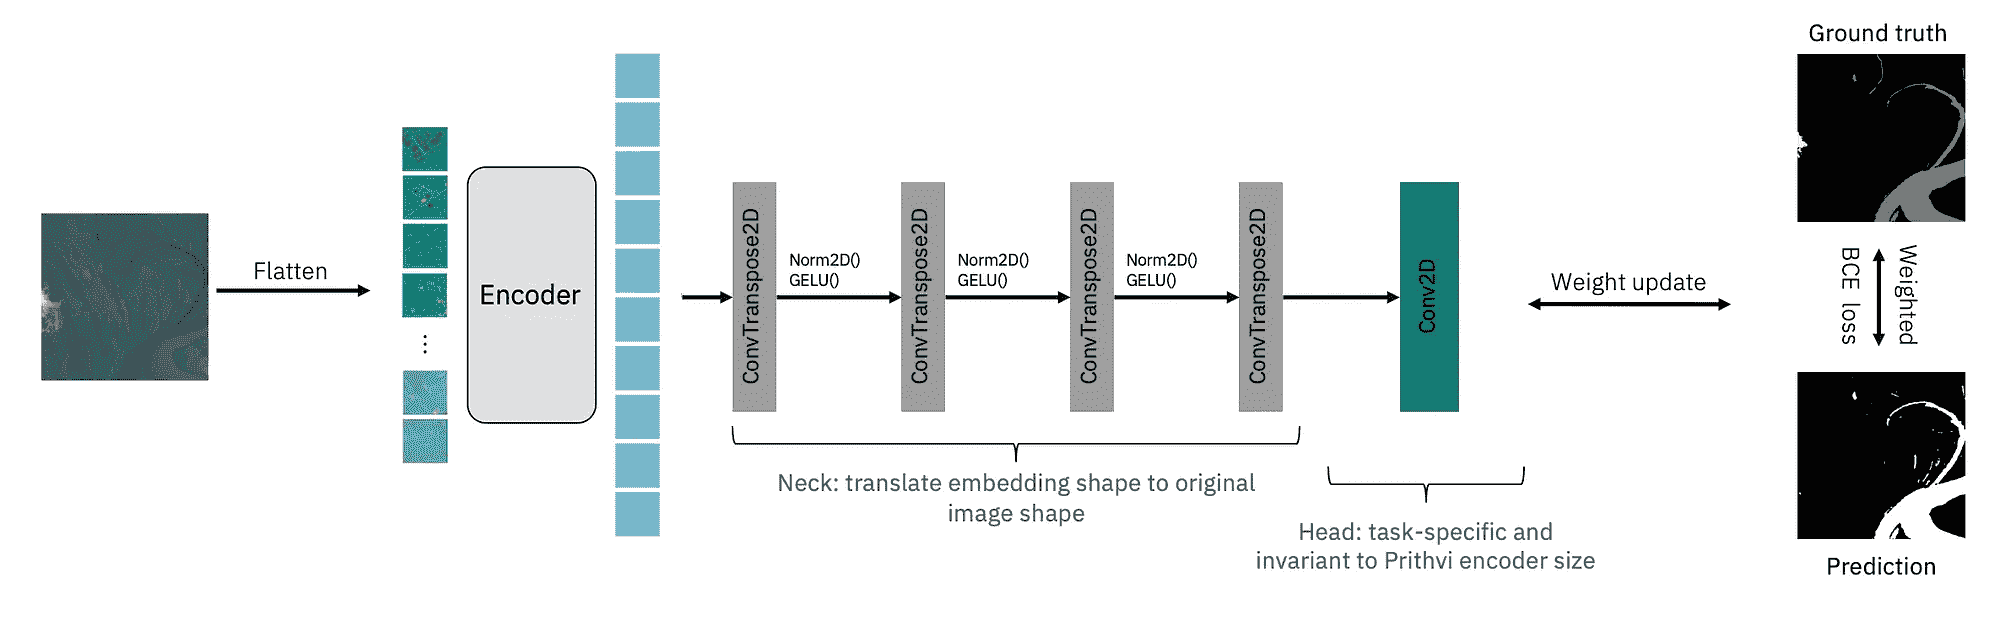 Ground truth
Flatten
Encoder
ConvTranspose2D
Norm2D()
GELU()
ConvTranspose2D
Norm2D()
GELU()
ConvTranspose2D
Norm2D()
GELU()
ConvTranspose2D
Conv2D
Weight update
Weighted
BCE loss
Neck: translate embedding shape to original
image shape
Head: task-specific and
invariant to Prithvi encoder size
Prediction